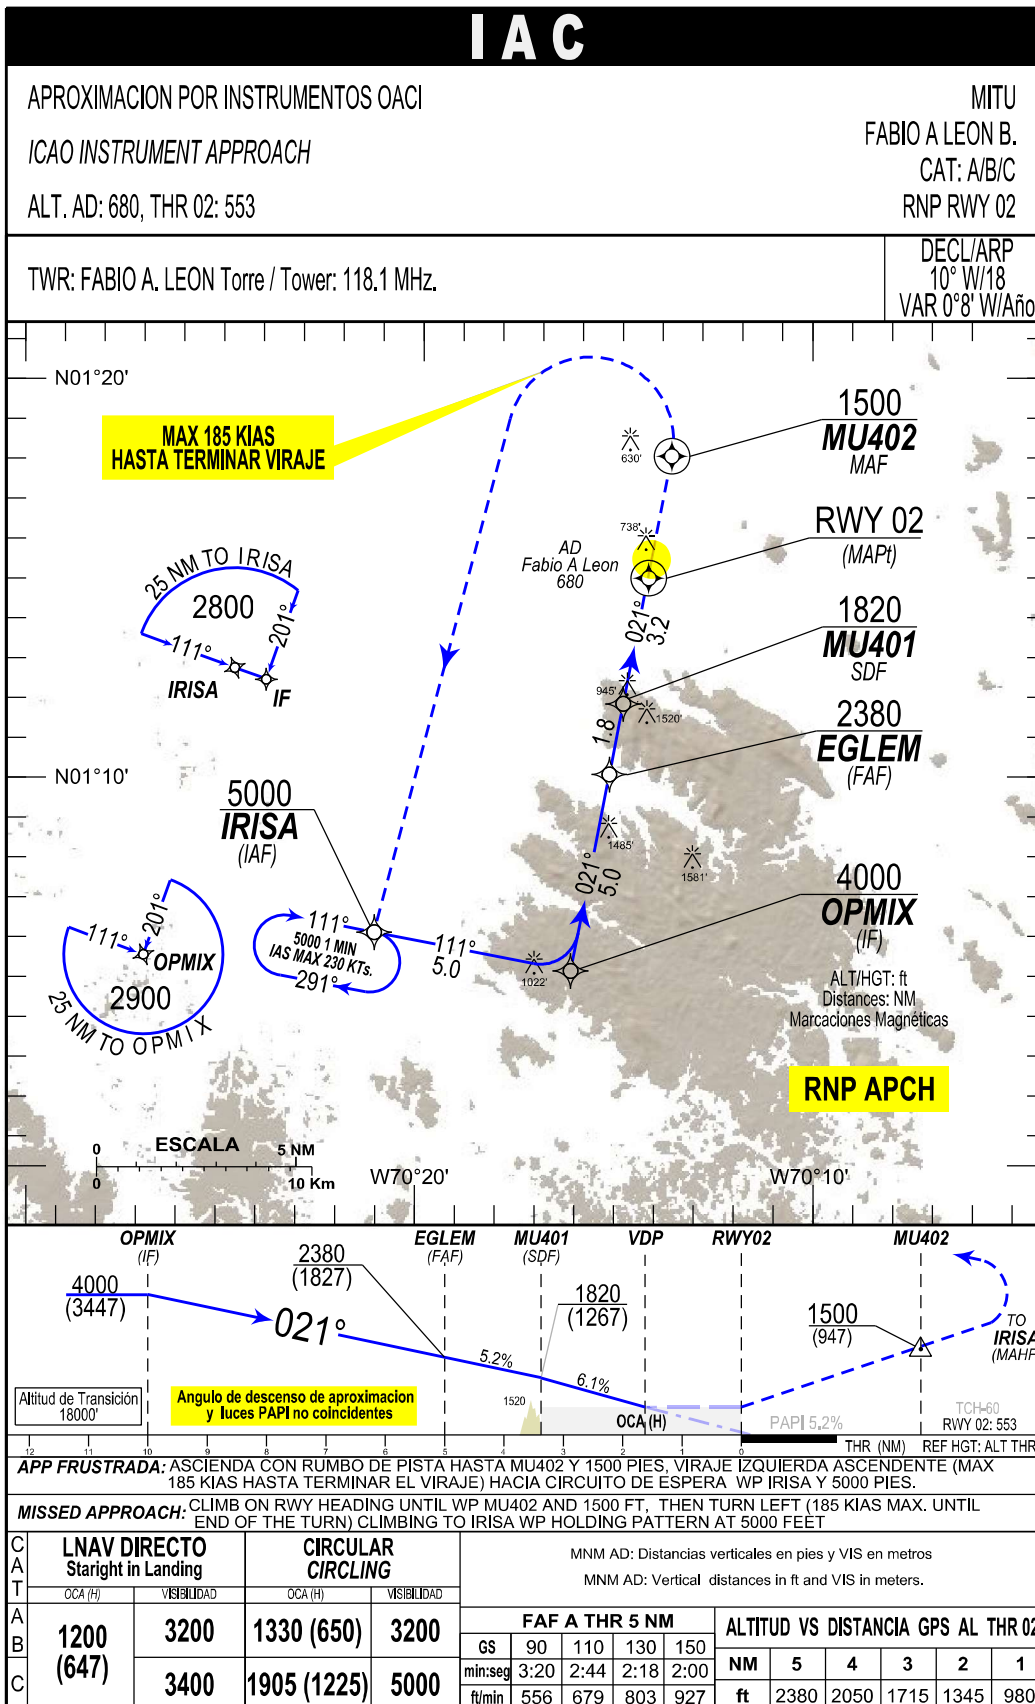 IAC
APROXIMACION POR INSTRUMENTOS OACI
ICAO INSTRUMENT APPROACH
ALT. AD: 680, THR 02: 553
MITU
FABIO A LEON B.
CAT: A/B/C
RNP RWY 02
TWR: FABIO A. LEON Torre / Tower: 118.1 MHz.
DECL/ARP
10° W/18
VAR 0°8' W/Año
N01°20'
MAX 185 KIAS
HASTA TERMINAR VIRAJE
630'
1500
MU402
MAF
738'
AD
Fabio A Leon
680
RWY 02
(MAPt)
25 NM TO IRISA
2800
111°
201°
IRISA
IF
021°
3.2
1820
MU401
SDF
945'
1520'
1.8
2380
EGLEM
(FAF)
N01°10'
5000
IRISA
(IAF)
1485'
1581'
021°
5.0
4000
OPMIX
(IF)
111°
201°
OPMIX
2900
25 NM TO OPMIX
111°
5000 1 MIN
IAS MAX 230 KTs.
291°
111°
5.0
1022'
ALT/HGT: ft
Distances: NM
Marcaciones Magnéticas
RNP APCH
0 ESCALA 5 NM
0 10 Km
W70°20'
W70°10'
OPMIX
(IF)
EGLEM
(FAF)
MU401
(SDF)
VDP
RWY02
MU402
4000
(3447)
2380
(1827)
021°
1820
(1267)
5.2%
6.1%
1500
(947)
TO
IRISA
(MAHF
Altitud de Transición
18000'
Angulo de descenso de aproximacion
y luces PAPI no coincidentes
1520
OCA (H)
PAPI 5.2%
TCH-60
RWY 02: 553
12 11 10 9 8 7 6 5 4 3 2 1 0
THR (NM)
REF HGT: ALT THR
APP FRUSTRADA: ASCIENDA CON RUMBO DE PISTA HASTA MU402 Y 1500 PIES, VIRAJE IZQUIERDA ASCENDENTE (MAX
185 KIAS HASTA TERMINAR EL VIRAJE) HACIA CIRCUITO DE ESPERA WP IRISA Y 5000 PIES.
MISSED APPROACH: CLIMB ON RWY HEADING UNTIL WP MU402 AND 1500 FT, THEN TURN LEFT (185 KIAS MAX. UNTIL
END OF THE TURN) CLIMBING TO IRISA WP HOLDING PATTERN AT 5000 FEET
CAT
LNAV DIRECTO
Staright in Landing
CIRCULAR
CIRCLING
OCA (H) VISIBILIDAD OCA (H) VISIBILIDAD
A
B
C
1200
(647)
3200 1330 (650) 3200
3400 1905 (1225) 5000
MNM AD: Distancias verticales en pies y VIS en metros
MNM AD: Vertical distances in ft and VIS in meters.
FAF A THR 5 NM
GS 90 110 130 150
min:seg 3:20 2:44 2:18 2:00
ft/min 556 679 803 927
ALTITUD VS DISTANCIA GPS AL THR 02
NM 5 4 3 2 1
ft 2380 2050 1715 1345 986